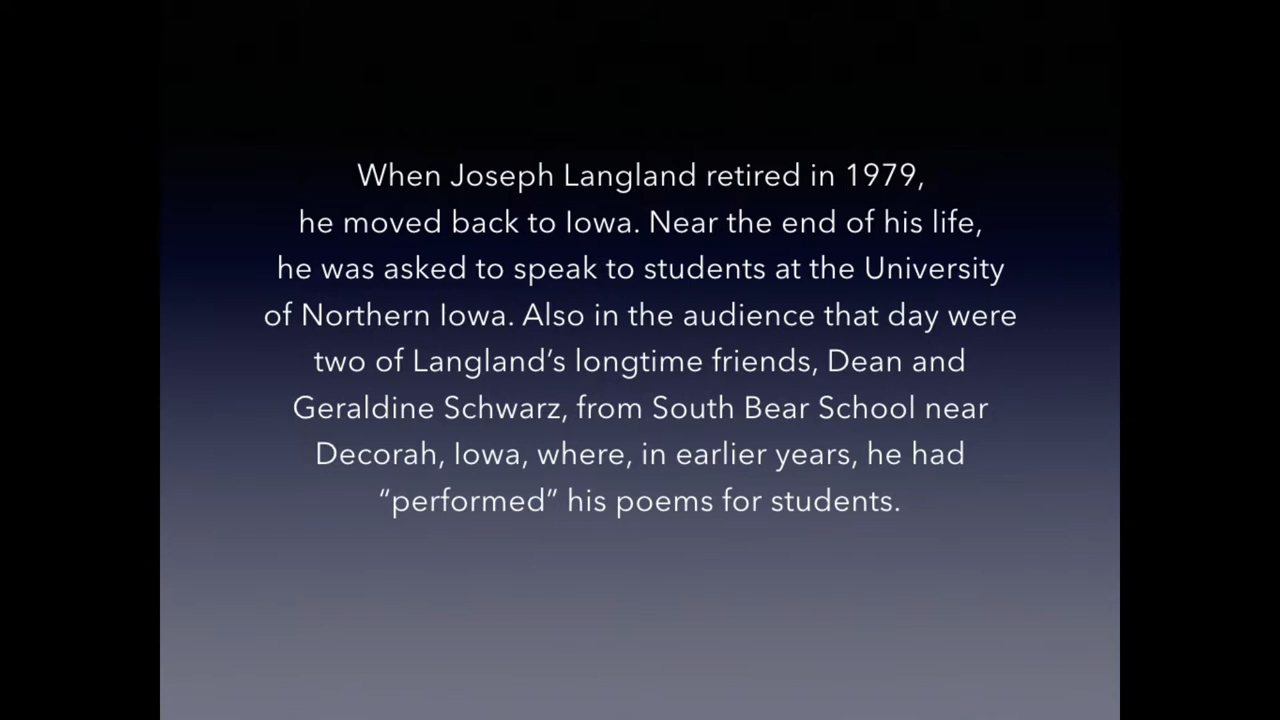 When Joseph Langland retired in 1979,
he moved back to Iowa. Near the end of his life,
he was asked to speak to students at the University
of Northern Iowa. Also in the audience that day were
two of Langland’s longtime friends, Dean and
Geraldine Schwarz, from South Bear School near
Decorah, Iowa, where, in earlier years, he had
“performed” his poems for students.